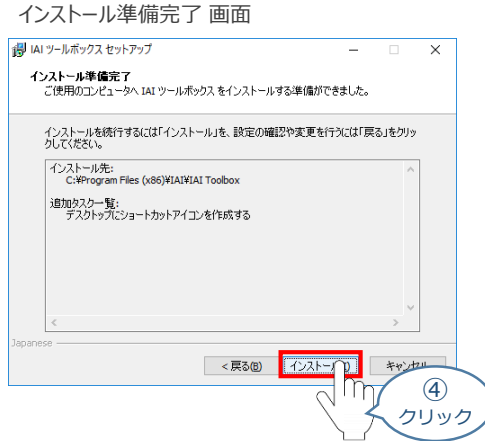 インストール準備完了 画面
IAI ツールボックス セットアップ
インストール準備完了
ご使用のコンピュータへ IAI ツールボックス をインストールする準備ができました。
インストールを続行するには「インストール」を、設定の確認や変更を行うには「戻る」をクリッ
クしてください。
インストール先:
C:¥Program Files (x86)¥IAI¥IAI Toolbox
追加タスク一覧:
デスクトップにショートカットアイコンを作成する
Japanese
< 戻る(B)
インストー
キャンセル
④
クリック